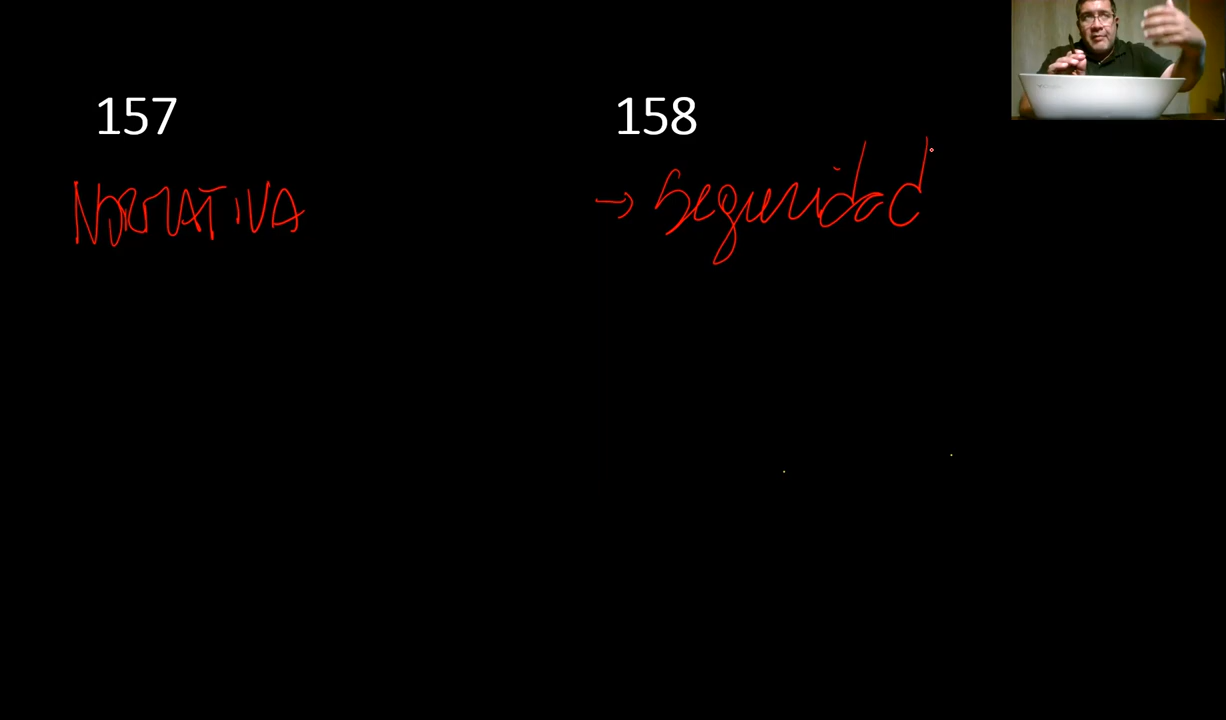 157
NORMATIVA
158
→ Seguridad